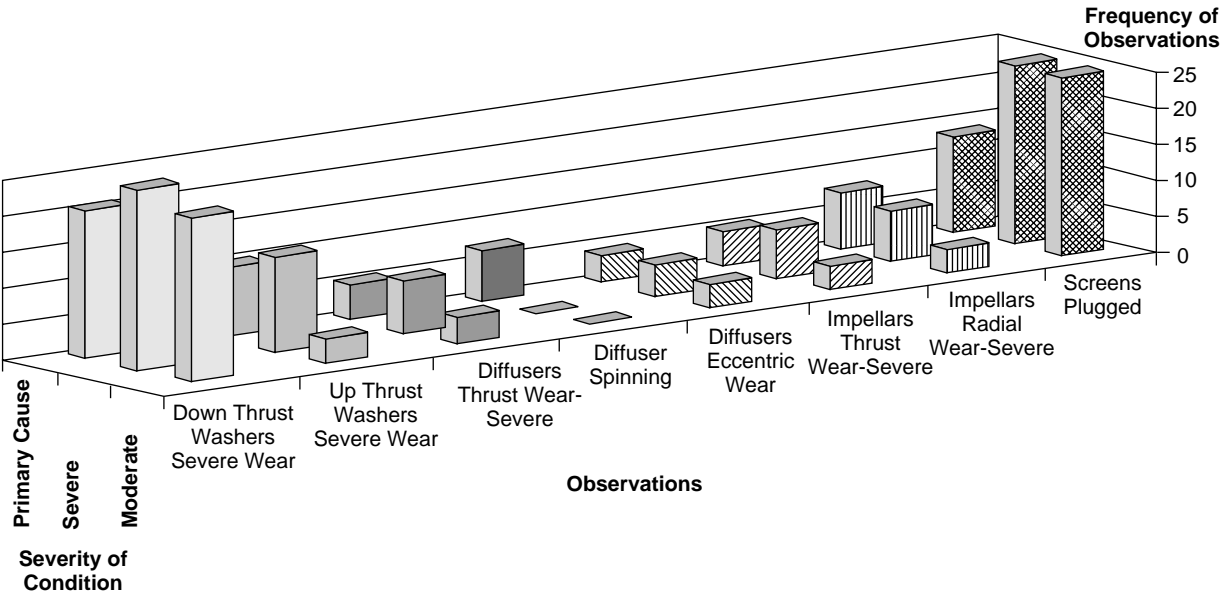 Frequency of
Observations
25
20
15
10
5
0
Screens
Plugged
Impellars
Radial
Wear-Severe
Impellars
Thrust
Wear-Severe
Diffusers
Eccentric
Wear
Diffuser
Spinning
Diffusers
Thrust Wear-
Severe
Up Thrust
Washers
Severe Wear
Down Thrust
Washers
Severe Wear
Primary Cause
Severe
Moderate
Observations
Severity of
Condition